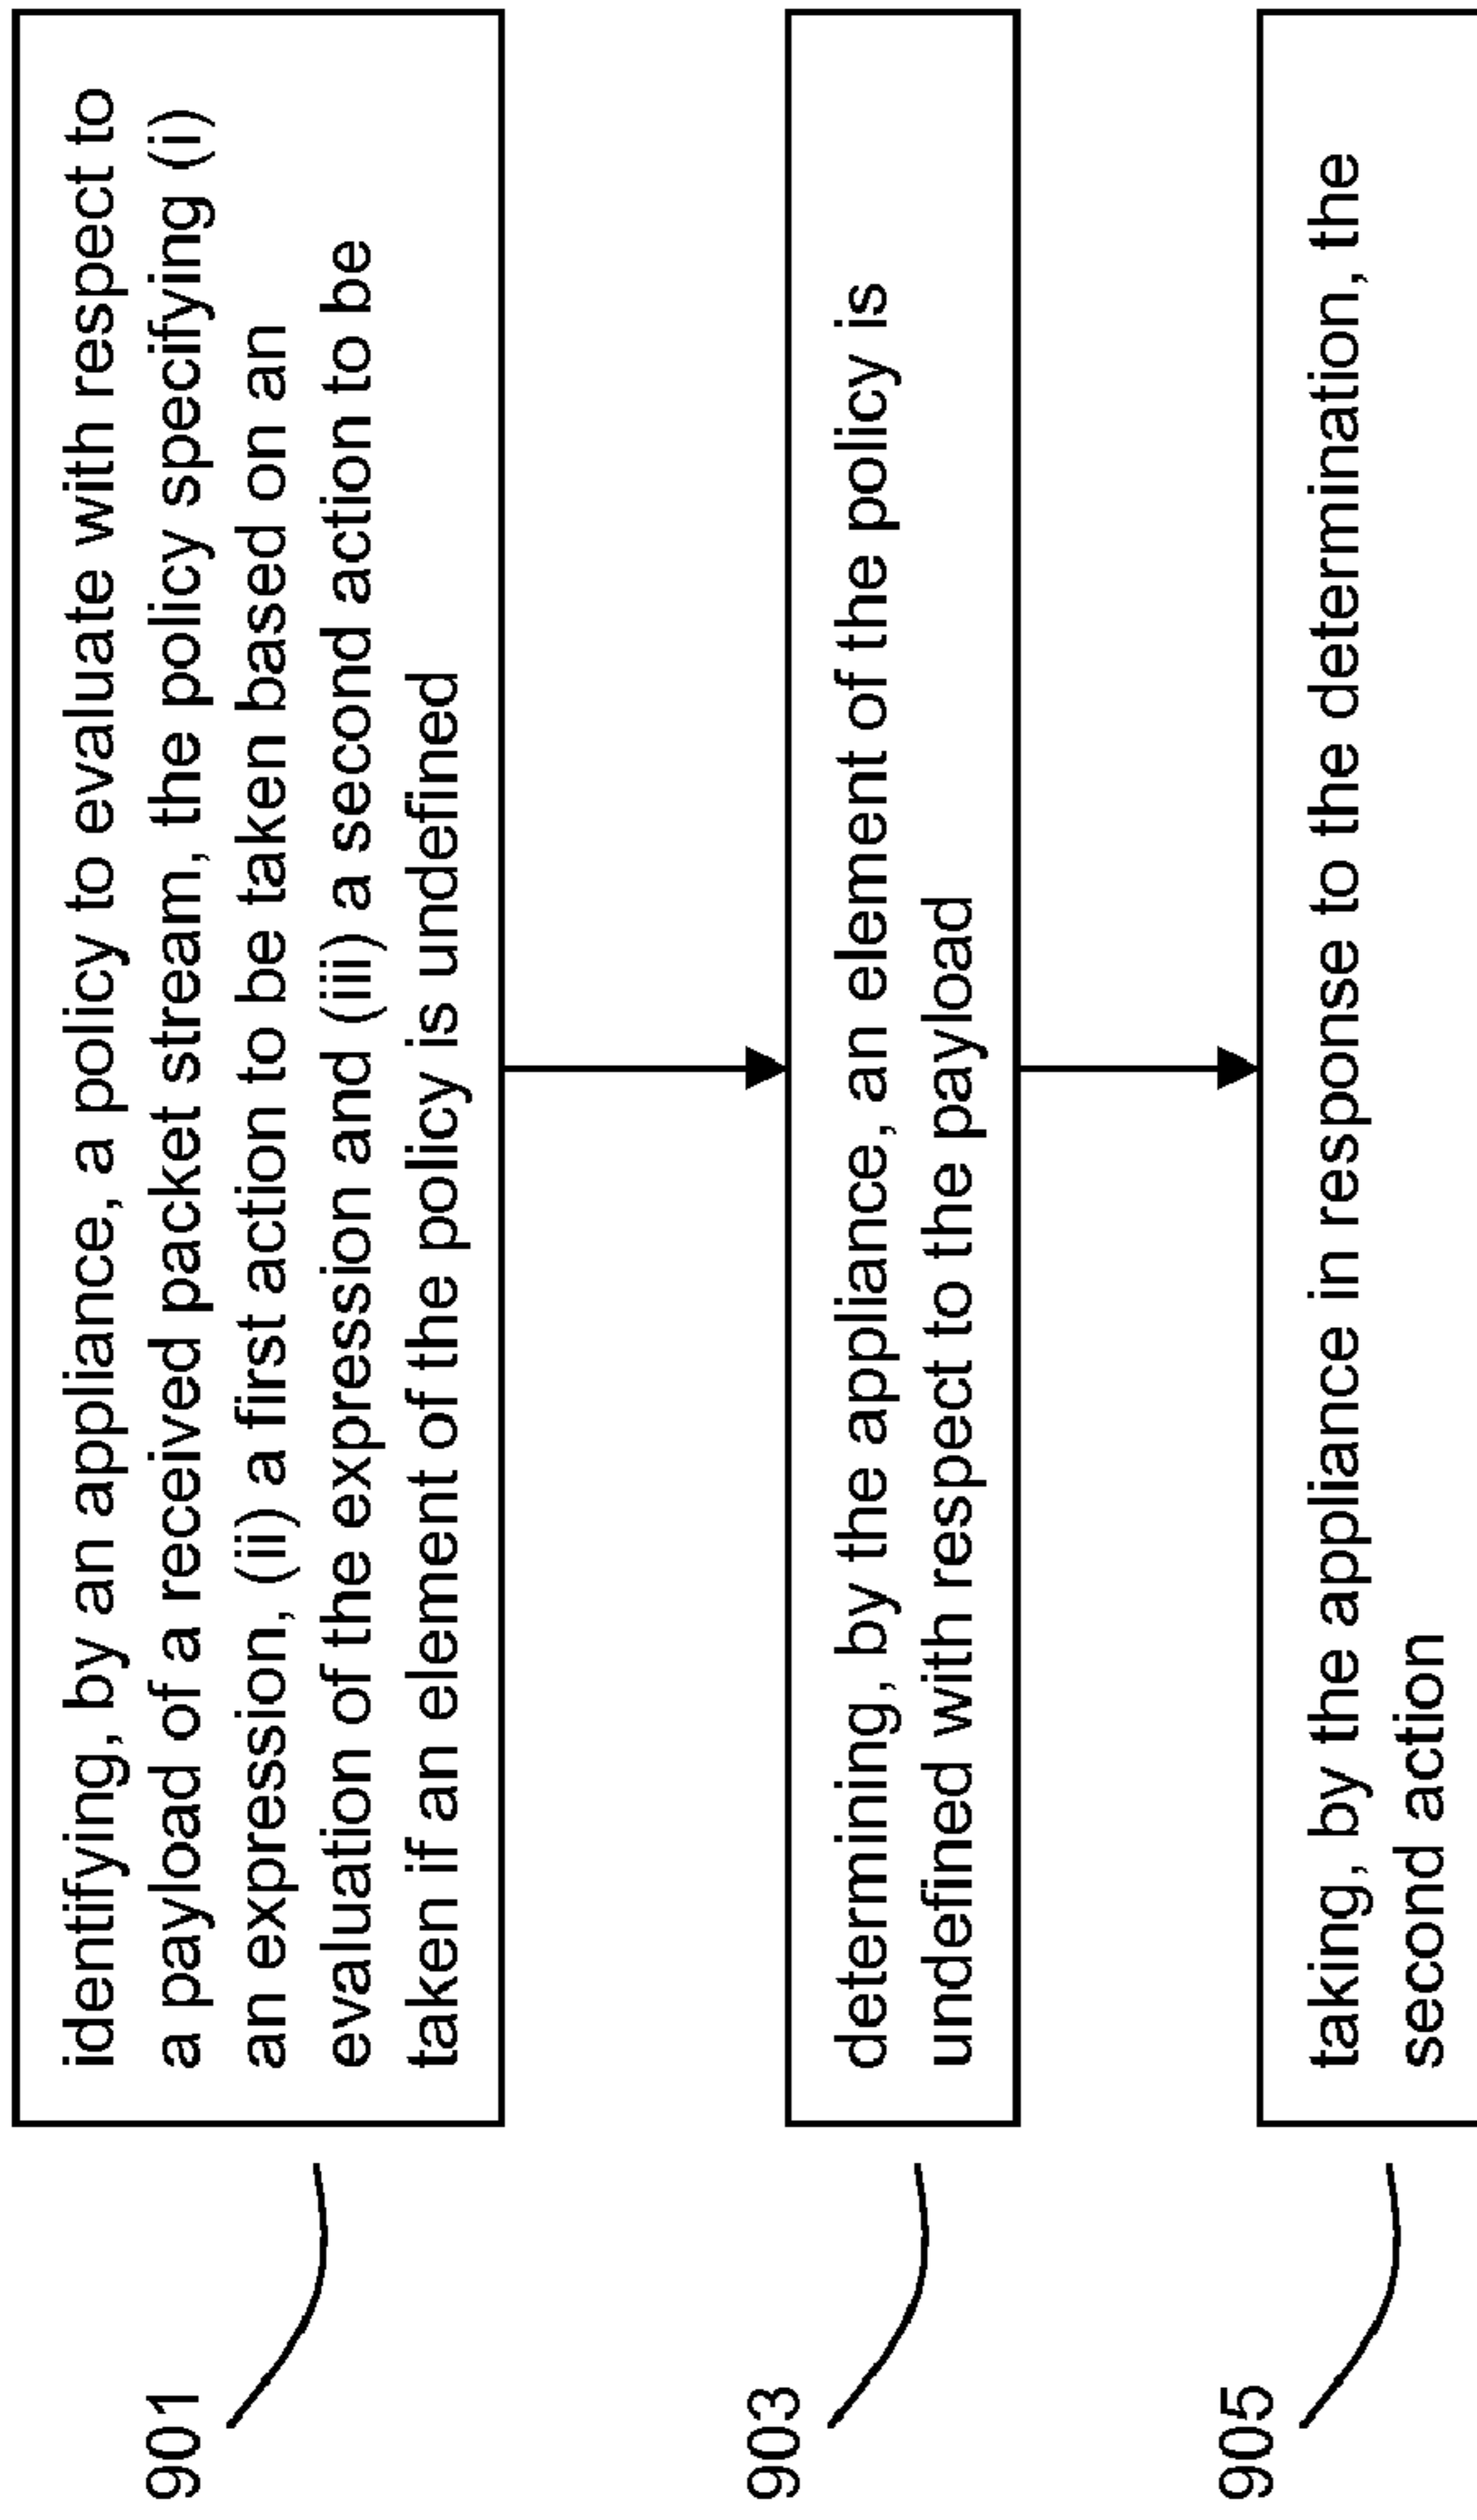 901
identifying, by an appliance, a policy to evaluate with respect to
a payload of a received packet stream, the policy specifying (i)
an expression, (ii) a first action to be taken based on an
evaluation of the expression and (iii) a second action to be
taken if an element of the policy is undefined
903
determining, by the appliance, an element of the policy is
undefined with respect to the payload
905
taking, by the appliance in response to the determination, the
second action